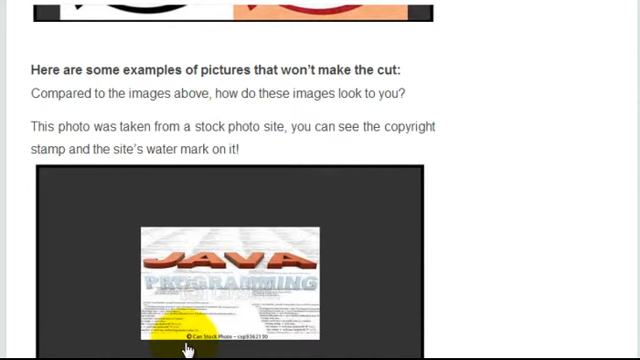 Here are some examples of pictures that won't make the cut:
Compared to the images above, how do these images look to you?
This photo was taken from a stock photo site, you can see the copyright
stamp and the site's water mark on it!
JAVA
PROGRAMMING
© Can Stock Photo - csp9362190